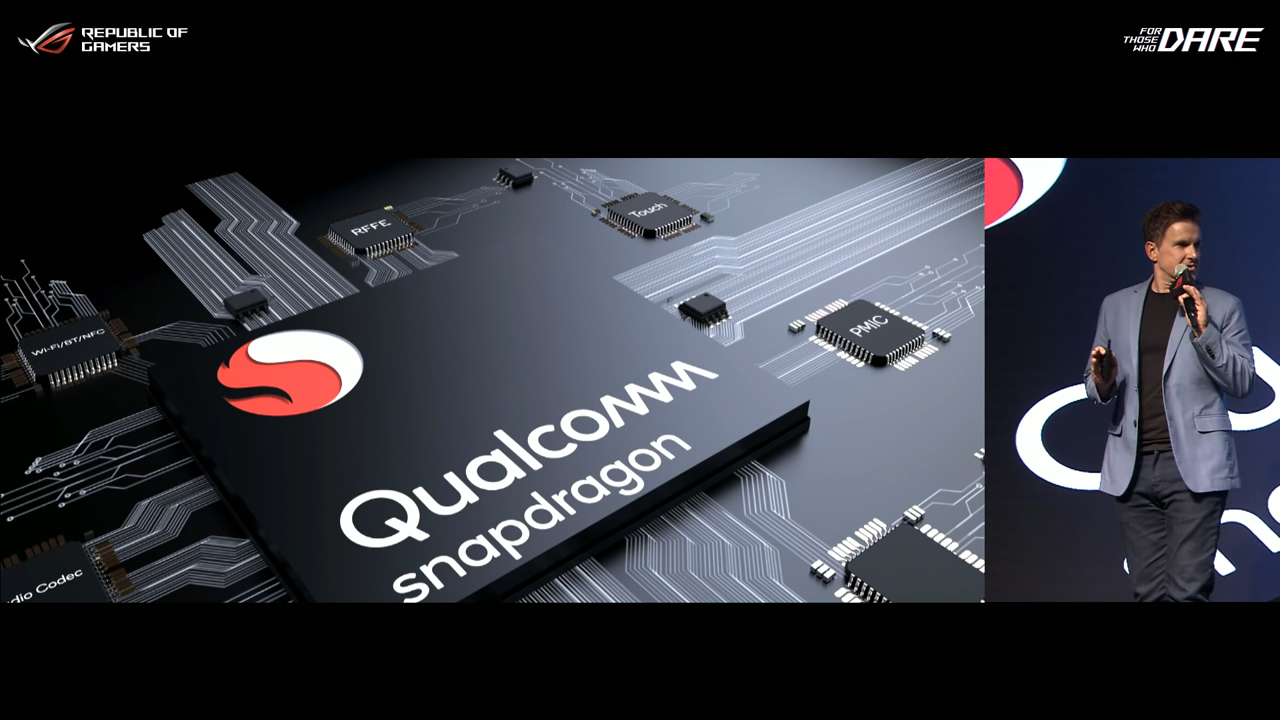 REPUBLIC OF
GAMERS
FOR
THOSE
WHO
DARE
RFFE
Touch
Wi-Fi/BT/NFC
PMIC
Qualcomm
snapdragon
dio Codec